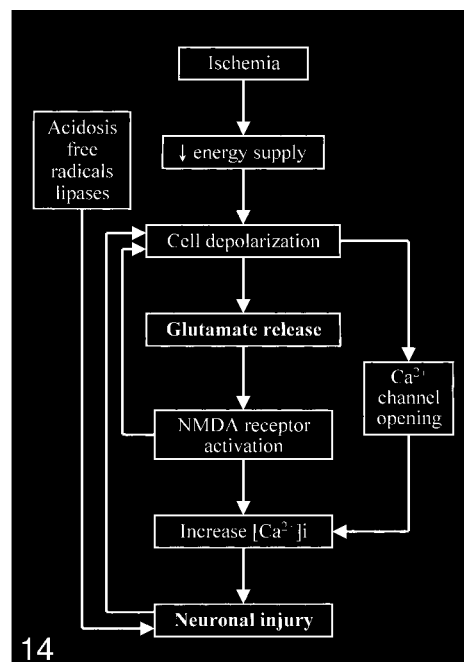 Ischemia
Acidosis
free
radicals
lipases
↓ energy supply
Cell depolarization
Glutamate release
Ca²⁺
channel
opening
NMDA receptor
activation
Increase [Ca²⁺]i
Neuronal injury
14